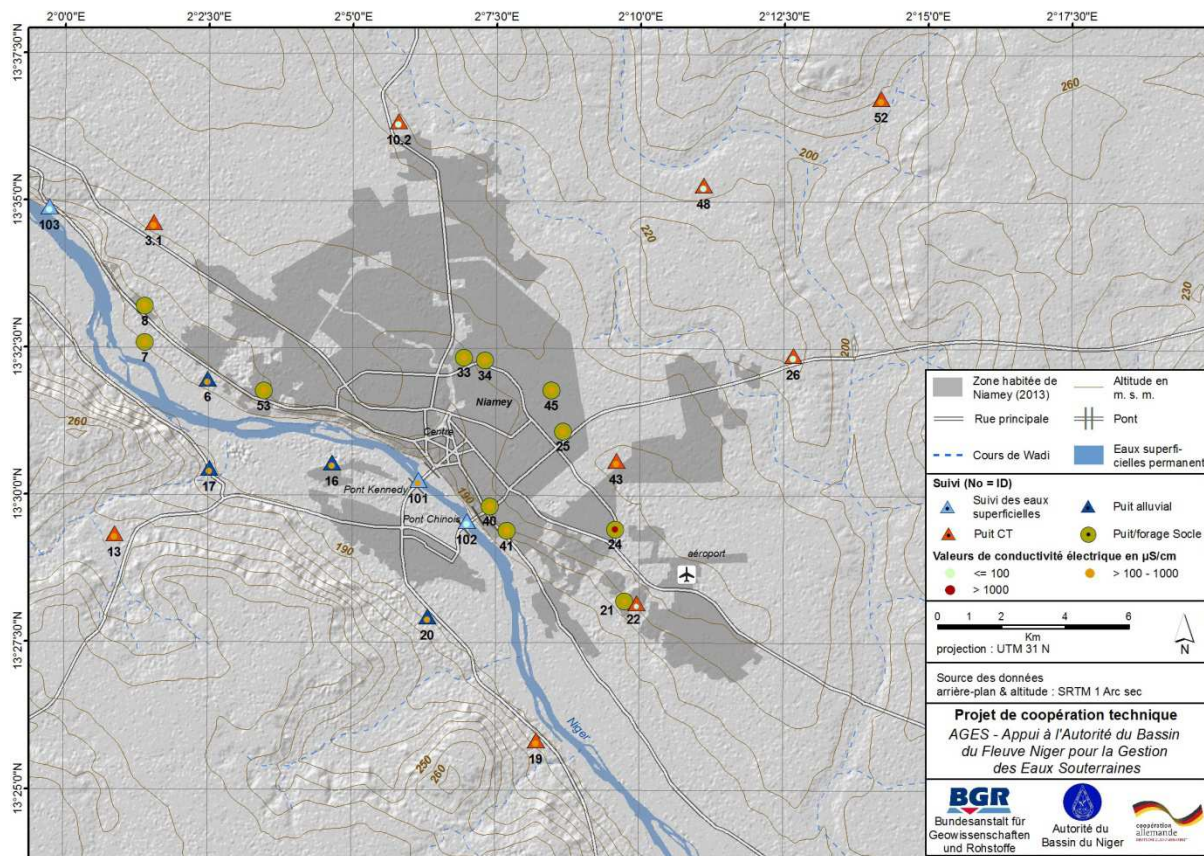 2°0'0"E 2°23'30"E 2°5'0"E 2°7'30"E 2°10'0"E 2°12'30"E 2°15'0"E 2°17'30"E
13°37'30"N
13°35'0"N
13°32'30"N
13°30'0"N
13°27'30"N
13°25'0"N
260
52
10.2
200
48
103
3.1
220
230
8
7
33
34
200
26
6
53
45
Niamey
260
25
Centre
17
16
43
Pont Kennedy
101
190
40
Pont Chinois
102
41
24
13
190
aéroport
21
22
20
Niger
19
250
260
Zone habitée de
Niamey (2013)
Altitude en
m. s. m.
Rue principale
Pont
Cours de Wadi
Eaux superfi-
cielles permanent
Suivi (No = ID)
Suivi des eaux
superficielles
Puit alluvial
Puit CT
Puit/forage Socle
Valeurs de conductivité électrique en µS/cm
<= 100
> 100 - 1000
> 1000
0 2 4 6
Km
projection : UTM 31 N
N
Source des données
arrière-plan & altitude : SRTM 1 Arc sec
Projet de coopération technique
AGES - Appui à l'Autorité du Bassin
du Fleuve Niger pour la Gestion
des Eaux Souterraines
BGR
Bundesanstalt für
Geowissenschaften
und Rohstoffe
Autorité du
Bassin du Niger
coopération
allemande